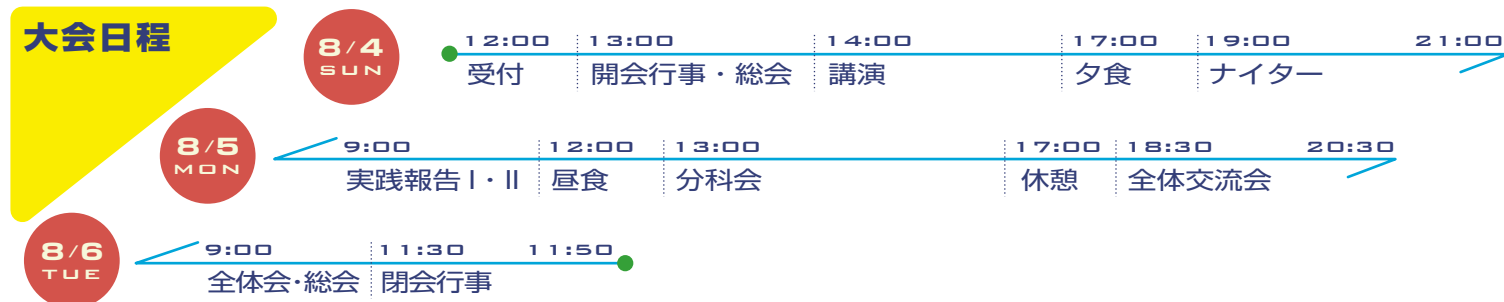 大会日程
8/4
SUN
12:00 13:00 14:00 17:00 19:00 21:00
受付 開会行事・総会 講演 夕食 ナイター
8/5
MON
9:00 12:00 13:00 17:00 18:30 20:30
実践報告Ⅰ・Ⅱ 昼食 分科会 休憩 全体交流会
8/6
TUE
9:00 11:30 11:50
全体会・総会 閉会行事